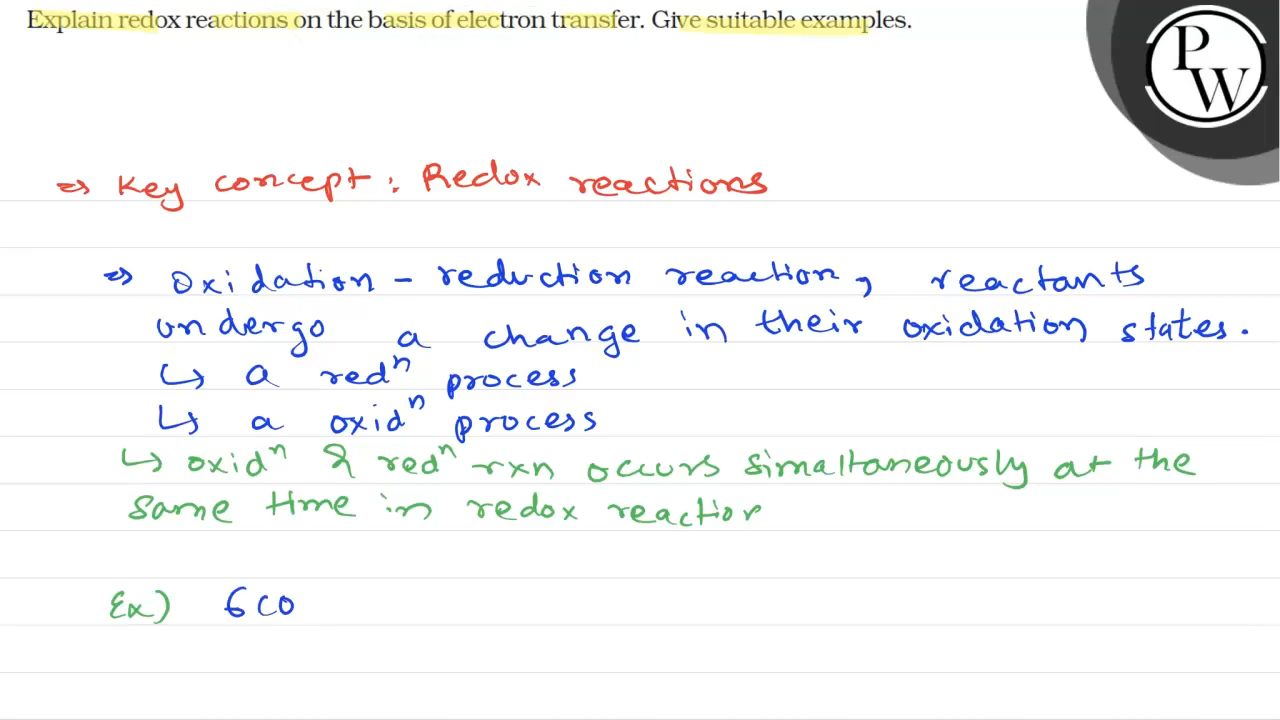 Explain redox reactions on the basis of electron transfer. Give suitable examples.
P
W
⇒ Key concept : Redox reactions
⇒ Oxidation - reduction reaction, reactants
undergo a change in their oxidation states.
↳ a redⁿ process
↳ a oxidⁿ process
↳ oxidⁿ & redⁿ rxn occurs simultaneously at the
same time in redox reaction
Ex) 6CO